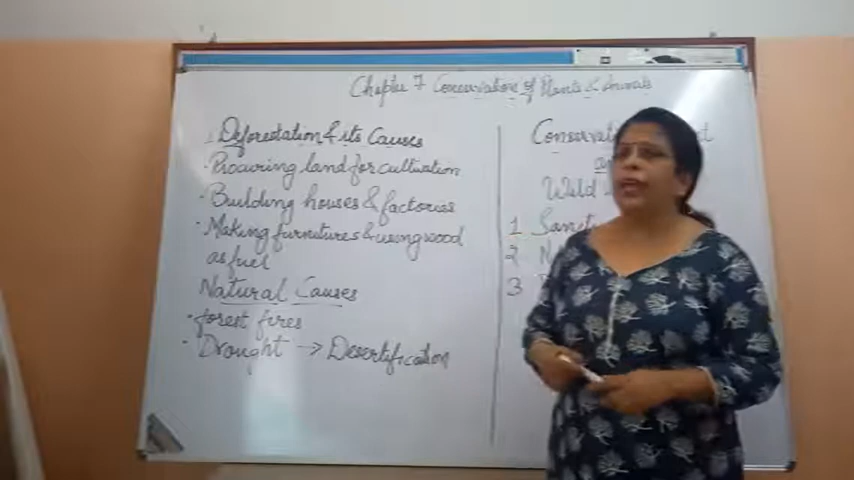 Chapter 7 Conservation of Plants & Animals
Deforestation & its Causes
· Procuring land for cultivation
· Building houses & factories
· Making furnitures & using wood
as fuel
Natural Causes
· forest fires
· Drought → Desertification
Wild
1
2
3